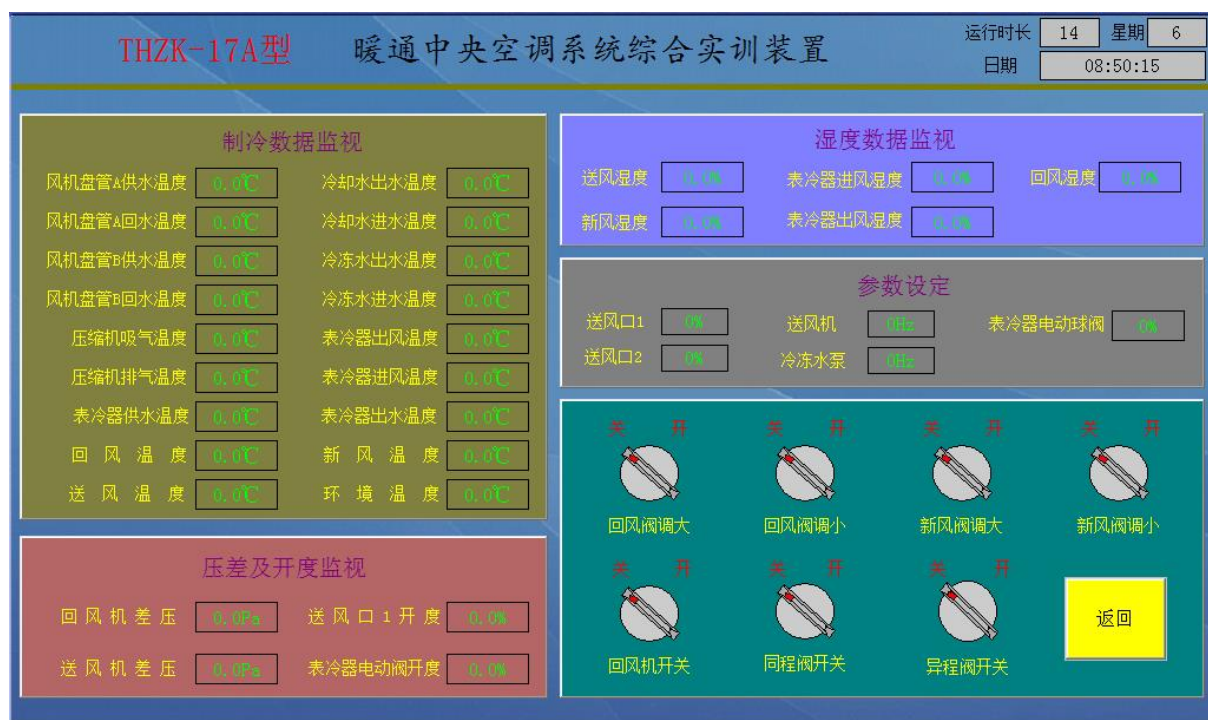 THZK-17A型 暖通中央空调系统综合实训装置
运行时长 14 星期 6
日期 08:50:15
制冷数据监视
风机盘管A供水温度 0.0℃ 冷却水出水温度 0.0℃
风机盘管A回水温度 0.0℃ 冷却水进水温度 0.0℃
风机盘管B供水温度 0.0℃ 冷冻水出水温度 0.0℃
风机盘管B回水温度 0.0℃ 冷冻水进水温度 0.0℃
压缩机吸气温度 0.0℃ 表冷器出风温度 0.0℃
压缩机排气温度 0.0℃ 表冷器进风温度 0.0℃
表冷器供水温度 0.0℃ 表冷器出水温度 0.0℃
回风温度 0.0℃ 新风温度 0.0℃
送风温度 0.0℃ 环境温度 0.0℃
压差及开度监视
回风机差压 0.0Pa 送风口1开度 0.0%
送风机差压 0.0Pa 表冷器电动阀开度 0.0%
湿度数据监视
送风湿度 0.0% 表冷器进风湿度 0.0% 回风湿度 0.0%
新风湿度 0.0% 表冷器出风湿度 0.0%
参数设定
送风口1 0% 送风机 0Hz 表冷器电动球阀 0%
送风口2 0% 冷冻水泵 0Hz
关 开 关 开 关 开 关 开
回风阀调大 回风阀调小 新风阀调大 新风阀调小
关 开 关 开 关 开
回风机开关 同程阀开关 异程阀开关
返回